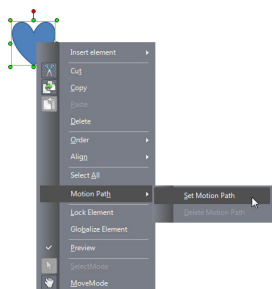 Insert element
Cut
Copy
Paste
Delete
Order
Align
Select All
Motion Path
Set Motion Path
Delete Motion Path
Lock Element
Globalize Element
Preview
SelectMode
MoveMode